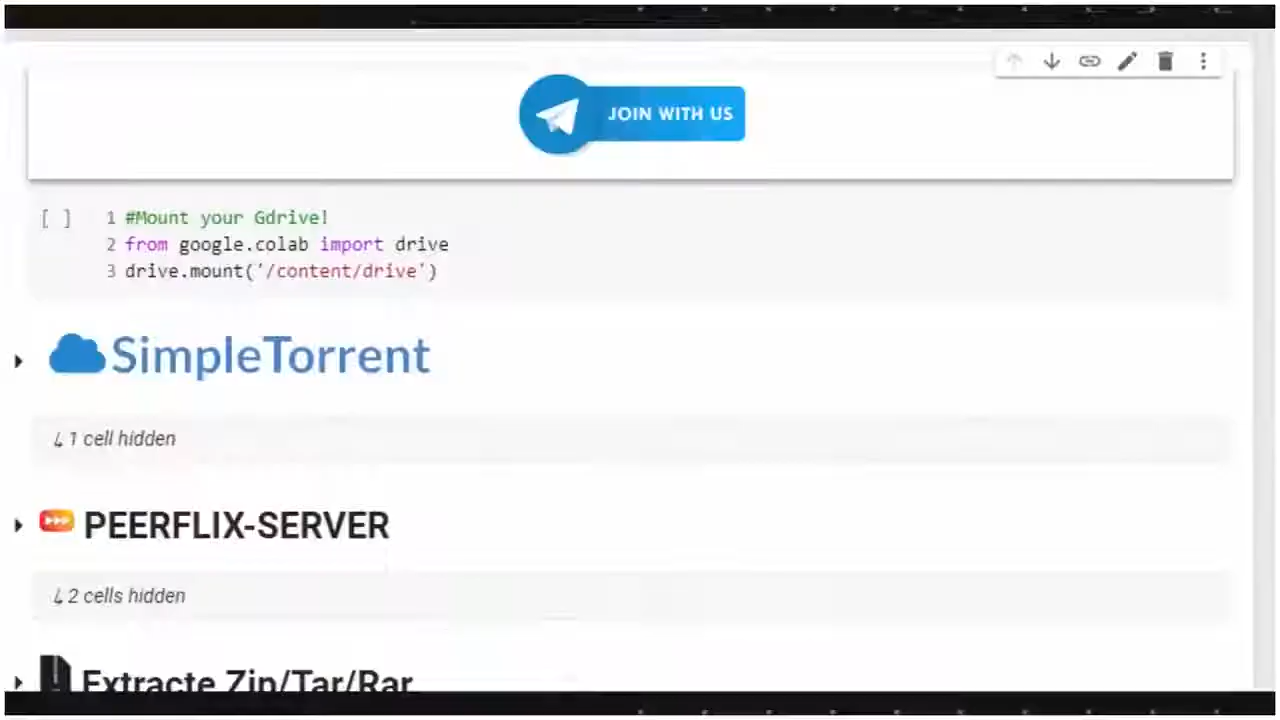 JOIN WITH US
[ ]
1 #Mount your Gdrive!
2 from google.colab import drive
3 drive.mount('/content/drive')
SimpleTorrent
↳ 1 cell hidden
PEERFLIX-SERVER
↳ 2 cells hidden
Extracte Zip/Tar/Rar